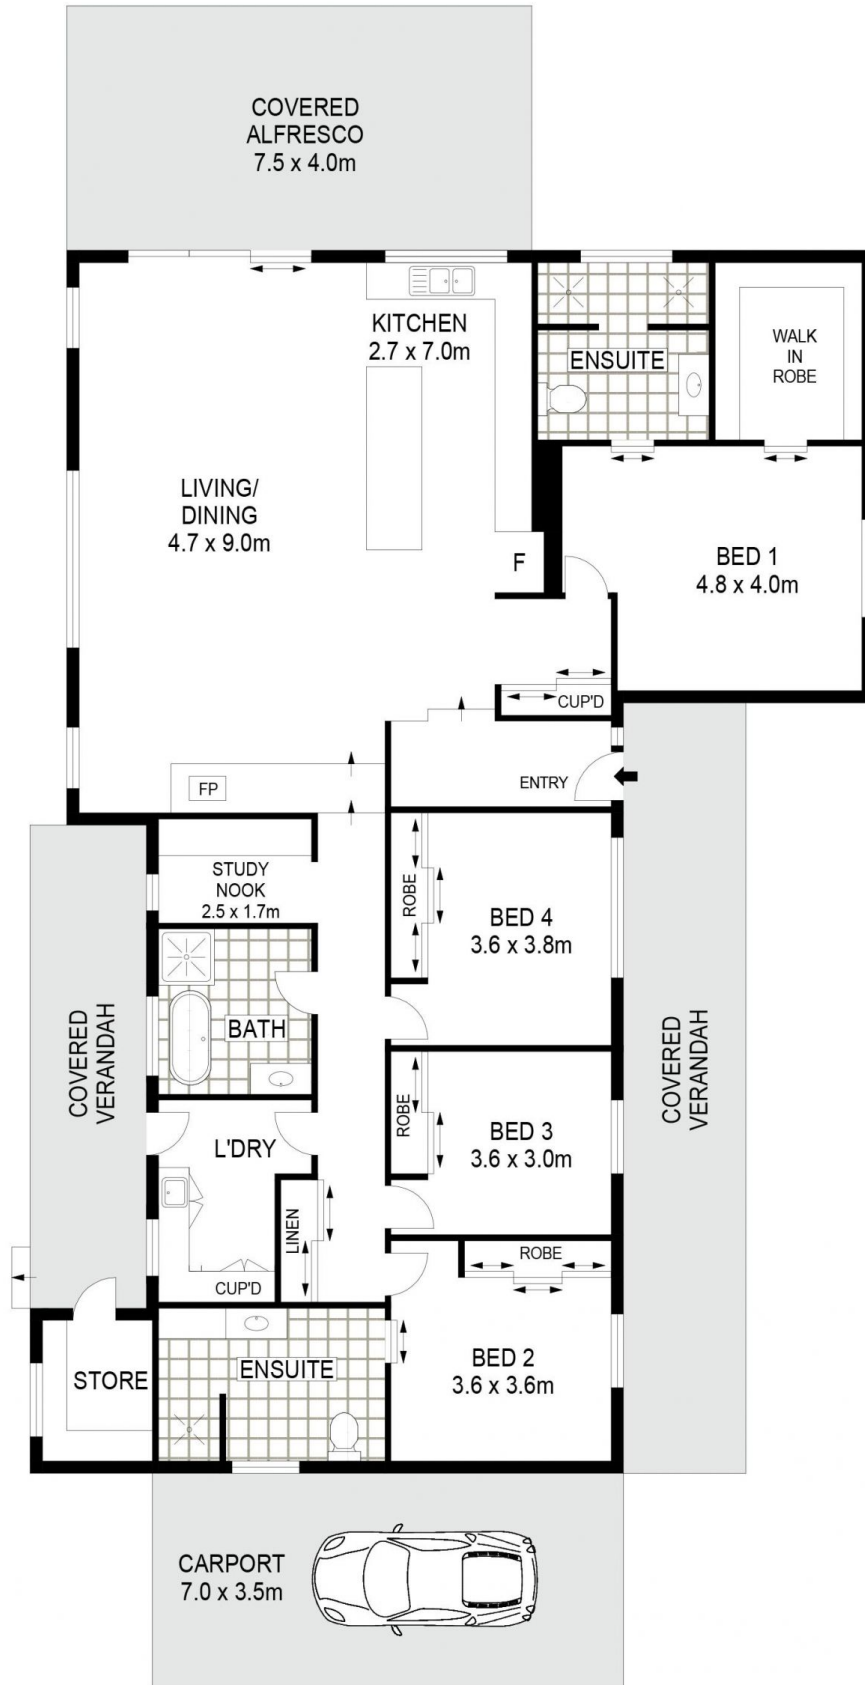 COVERED
ALFRESCO
7.5 x 4.0m
KITCHEN
2.7 x 7.0m
ENSUITE
WALK
IN
ROBE
LIVING/
DINING
4.7 x 9.0m
F
BED 1
4.8 x 4.0m
CUP'D
ENTRY
FP
STUDY
NOOK
2.5 x 1.7m
ROBE
BED 4
3.6 x 3.8m
COVERED
VERANDAH
BATH
COVERED
VERANDAH
L'DRY
ROBE
BED 3
3.6 x 3.0m
LINEN
CUP'D
ROBE
STORE
ENSUITE
BED 2
3.6 x 3.6m
CARPORT
7.0 x 3.5m